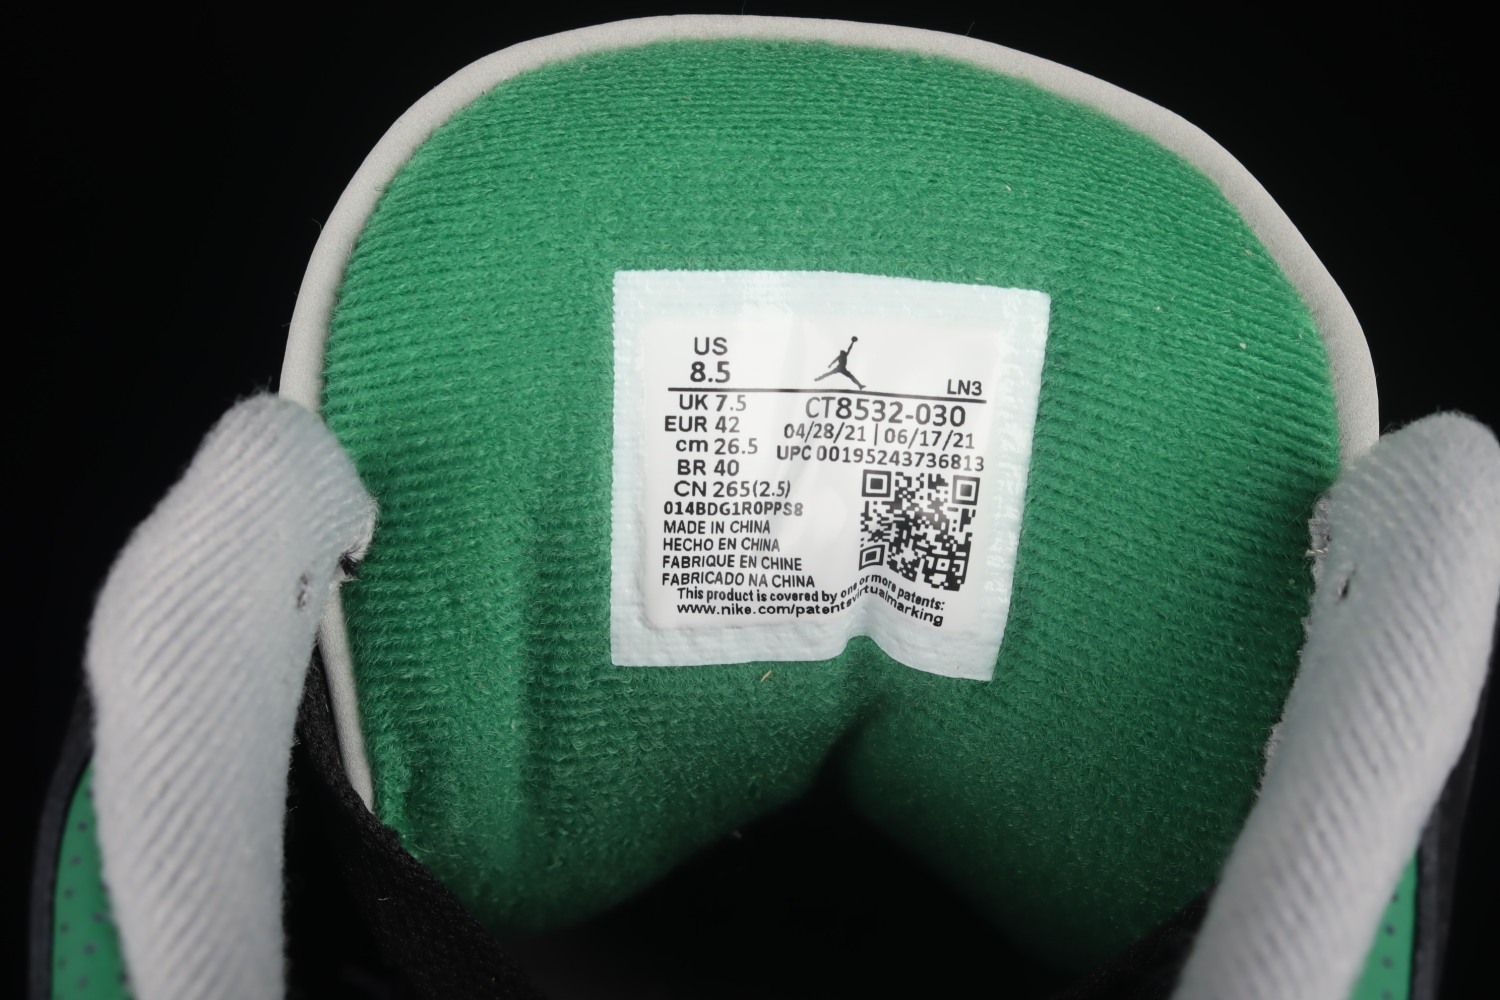 US
8.5
LN3
UK 7.5
EUR 42
cm 26.5
BR 40
CN 265(2.5)
CT8532-030
04/28/21 | 06/17/21
UPC 00195243736813
014BDG1R0PPS8
MADE IN CHINA
HECHO EN CHINA
FABRIQUE EN CHINE
FABRICADO NA CHINA
This product is covered by one or more patents:
www.nike.com/patentsvirtualmarking